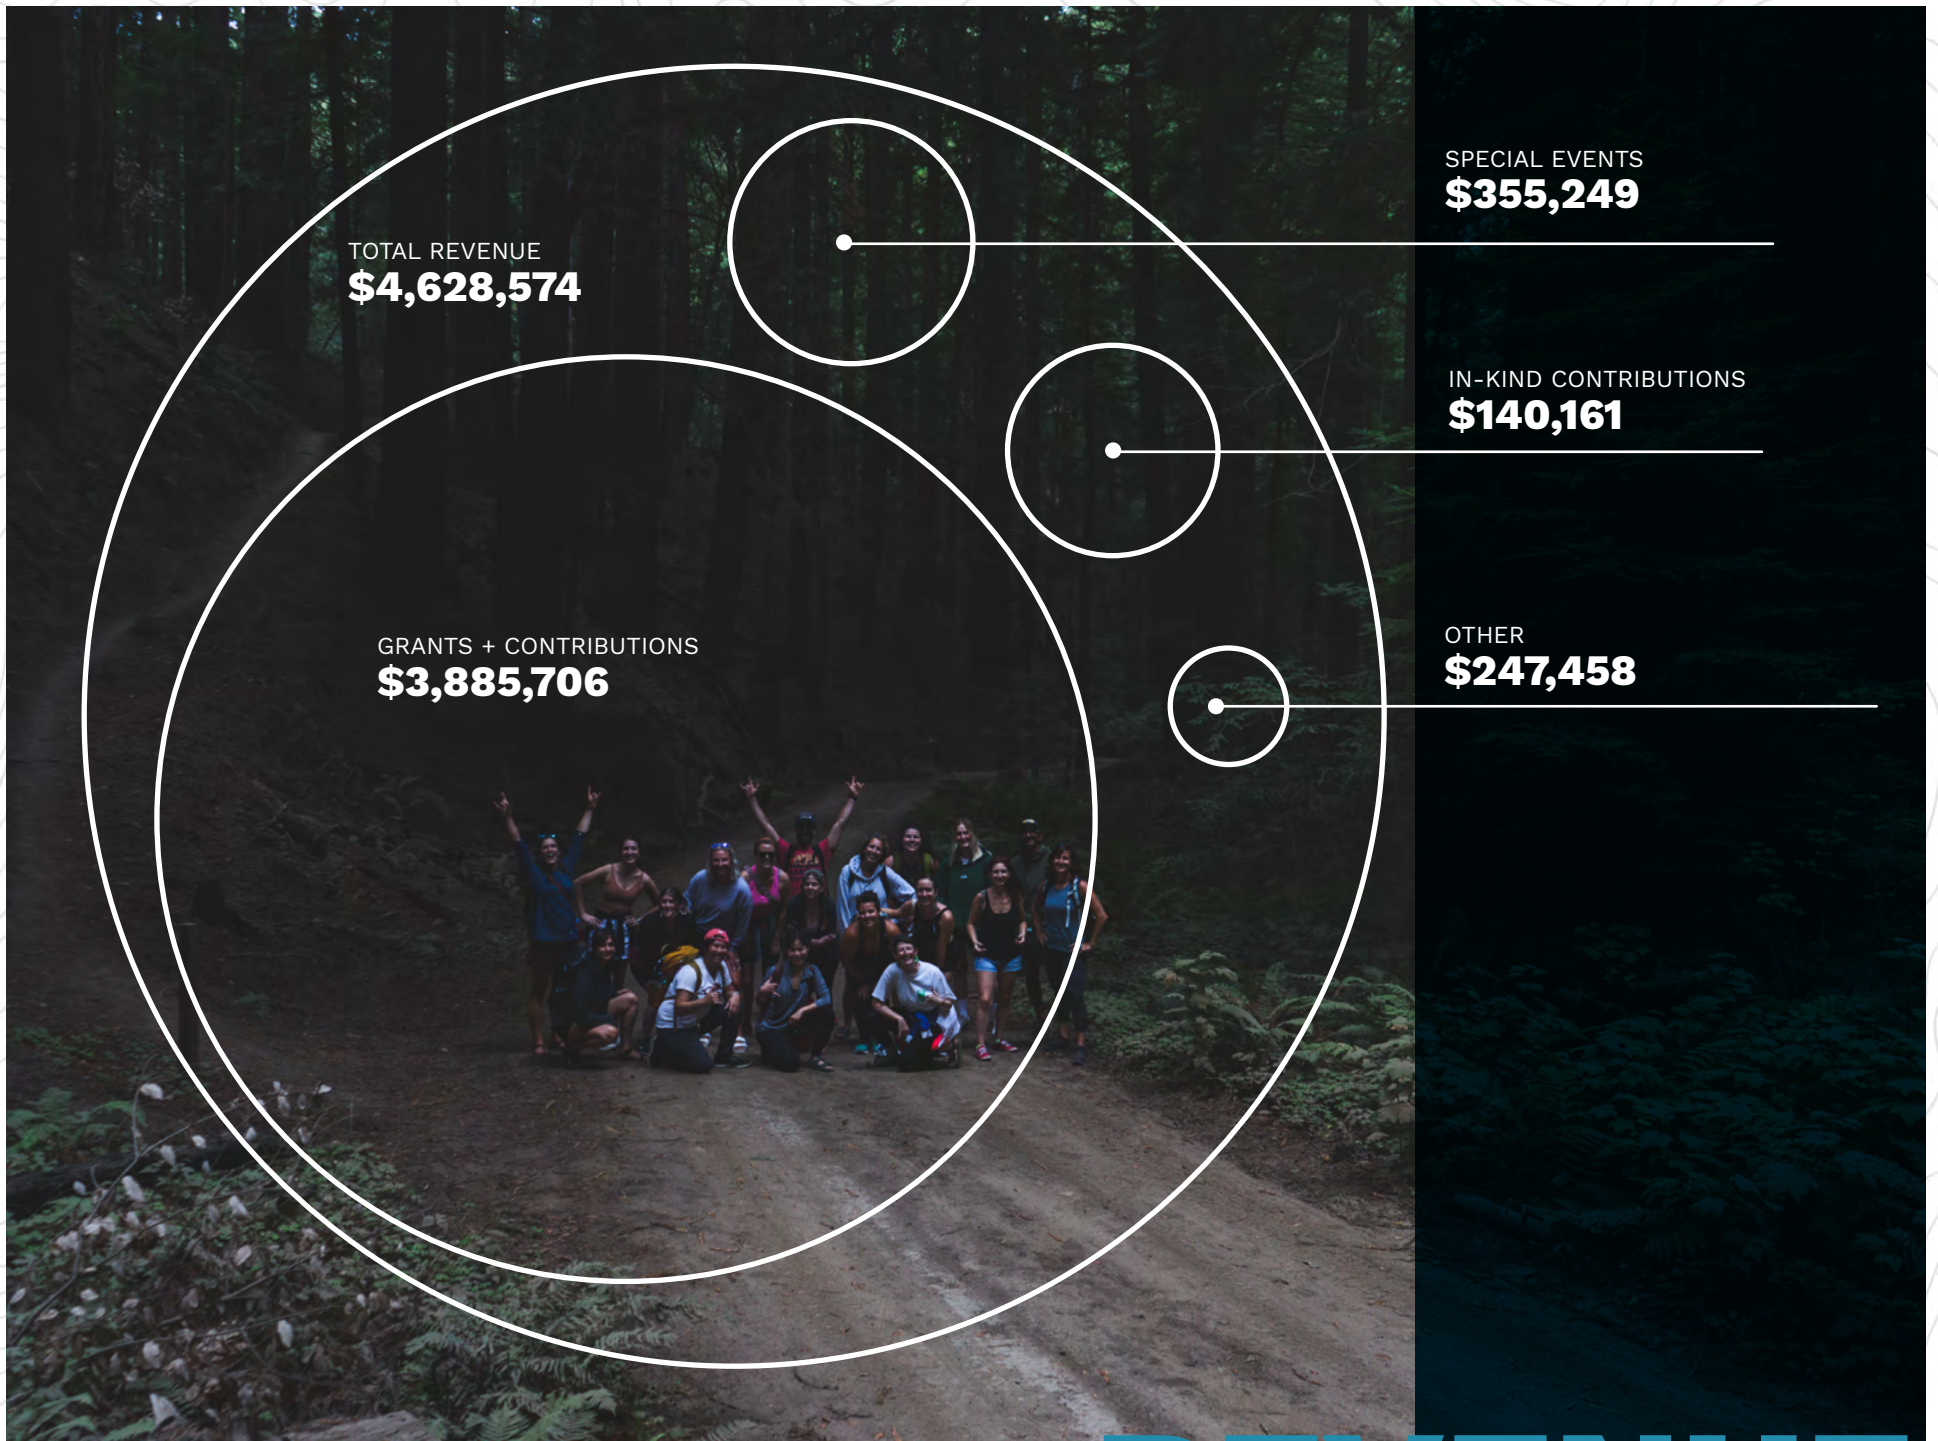 SPECIAL EVENTS
$355,249
TOTAL REVENUE
$4,628,574
IN-KIND CONTRIBUTIONS
$140,161
OTHER
$247,458
GRANTS + CONTRIBUTIONS
$3,885,706